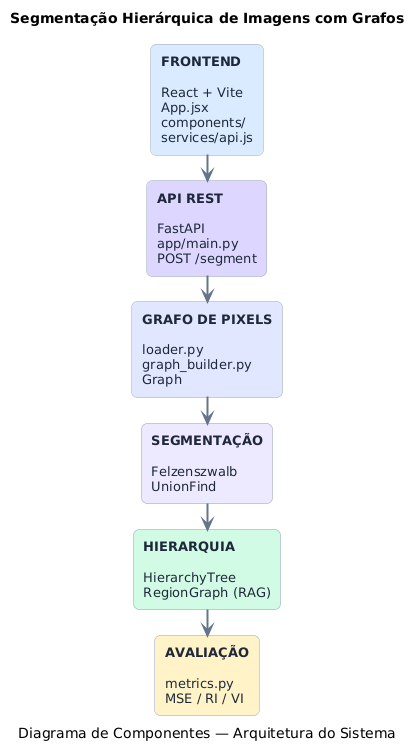 Segmentação Hierárquica de Imagens com Grafos
FRONTEND
React + Vite
App.jsx
components/
services/api.js
API REST
FastAPI
app/main.py
POST /segment
GRAFO DE PIXELS
loader.py
graph_builder.py
Graph
SEGMENTAÇÃO
Felzenszwalb
UnionFind
HIERARQUIA
HierarchyTree
RegionGraph (RAG)
AVALIAÇÃO
metrics.py
MSE / RI / VI
Diagrama de Componentes — Arquitetura do Sistema